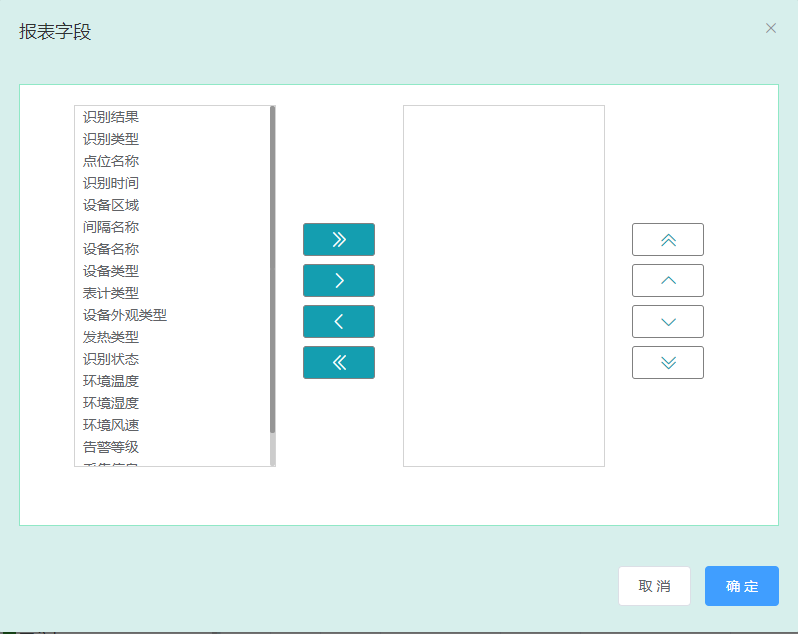 报表字段
识别结果
识别类型
点位名称
识别时间
设备区域
间隔名称
设备名称
设备类型
表计类型
设备外观类型
发热类型
识别状态
环境温度
环境湿度
环境风速
告警等级
取 消
确 定